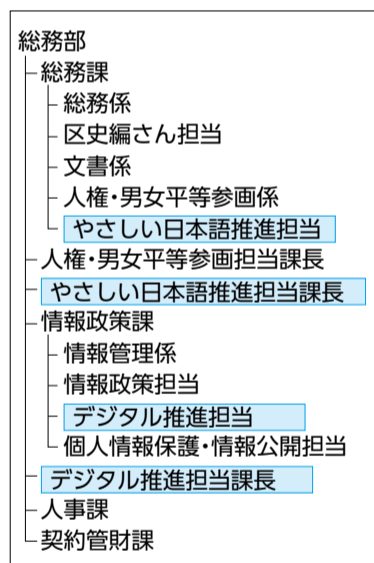 総務部
総務課
総務係
区史編さん担当
文書係
人権・男女平等参画係
やさしい日本語推進担当
人権・男女平等参画担当課長
やさしい日本語推進担当課長
情報政策課
情報管理係
情報政策担当
デジタル推進担当
個人情報保護・情報公開担当
デジタル推進担当課長
人事課
契約管財課